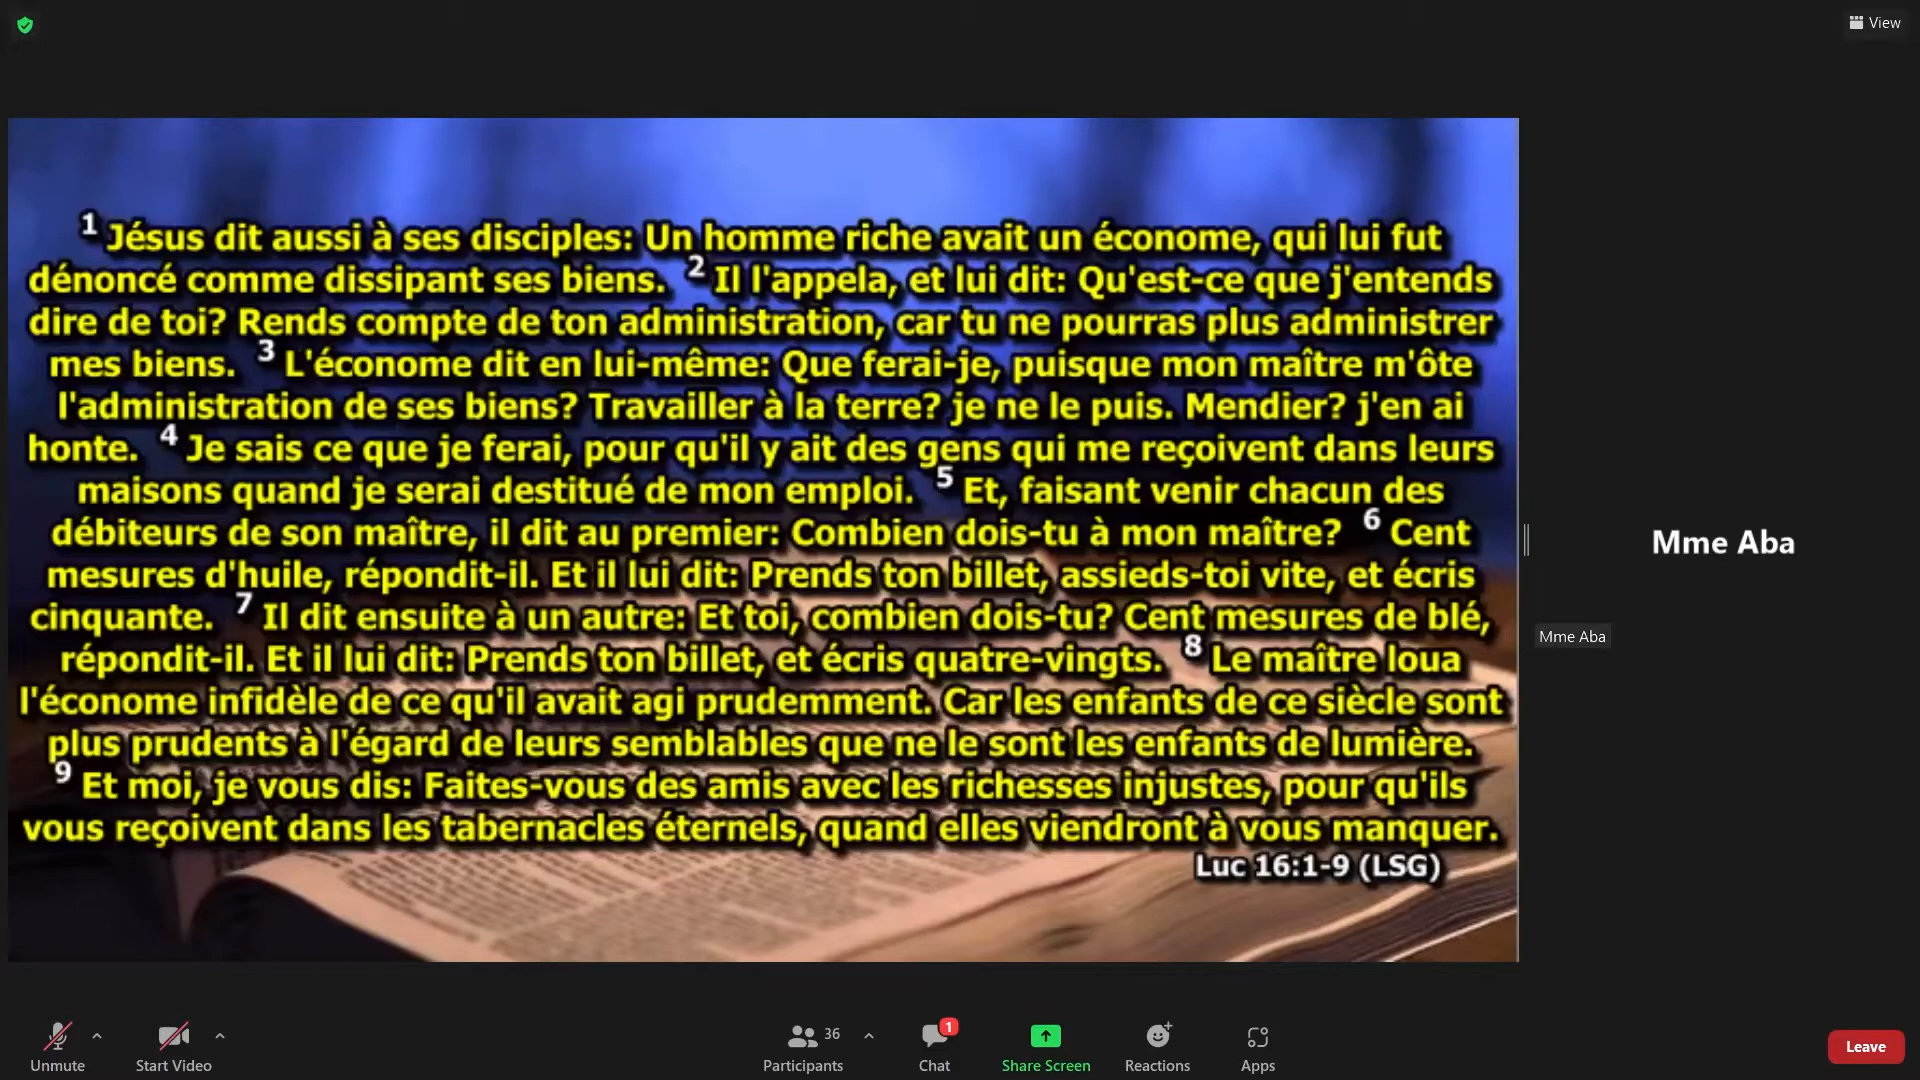 View
1 Jésus dit aussi à ses disciples: Un homme riche avait un économe, qui lui fut
dénoncé comme dissipant ses biens. 2 Il l'appela, et lui dit: Qu'est-ce que j'entends
dire de toi? Rends compte de ton administration, car tu ne pourras plus administrer
mes biens. 3 L'économe dit en lui-même: Que ferai-je, puisque mon maître m'ôte
l'administration de ses biens? Travailler à la terre? je ne le puis. Mendier? j'en ai
honte. 4 Je sais ce que je ferai, pour qu'il y ait des gens qui me reçoivent dans leurs
maisons quand je serai destitué de mon emploi. 5 Et, faisant venir chacun des
débiteurs de son maître, il dit au premier: Combien dois-tu à mon maître? 6 Cent
mesures d'huile, répondit-il. Et il lui dit: Prends ton billet, assieds-toi vite, et écris
cinquante. 7 Il dit ensuite à un autre: Et toi, combien dois-tu? Cent mesures de blé,
répondit-il. Et il lui dit: Prends ton billet, et écris quatre-vingts. 8 Le maître loua
l'économe infidèle de ce qu'il avait agi prudemment. Car les enfants de ce siècle sont
plus prudents à l'égard de leurs semblables que ne le sont les enfants de lumière.
9 Et moi, je vous dis: Faites-vous des amis avec les richesses injustes, pour qu'ils
vous reçoivent dans les tabernacles éternels, quand elles viendront à vous manquer.
Luc 16:1-9 (LSG)
Mme Aba
Mme Aba
Unmute
Start Video
36
Participants
1
Chat
Share Screen
Reactions
Apps
Leave